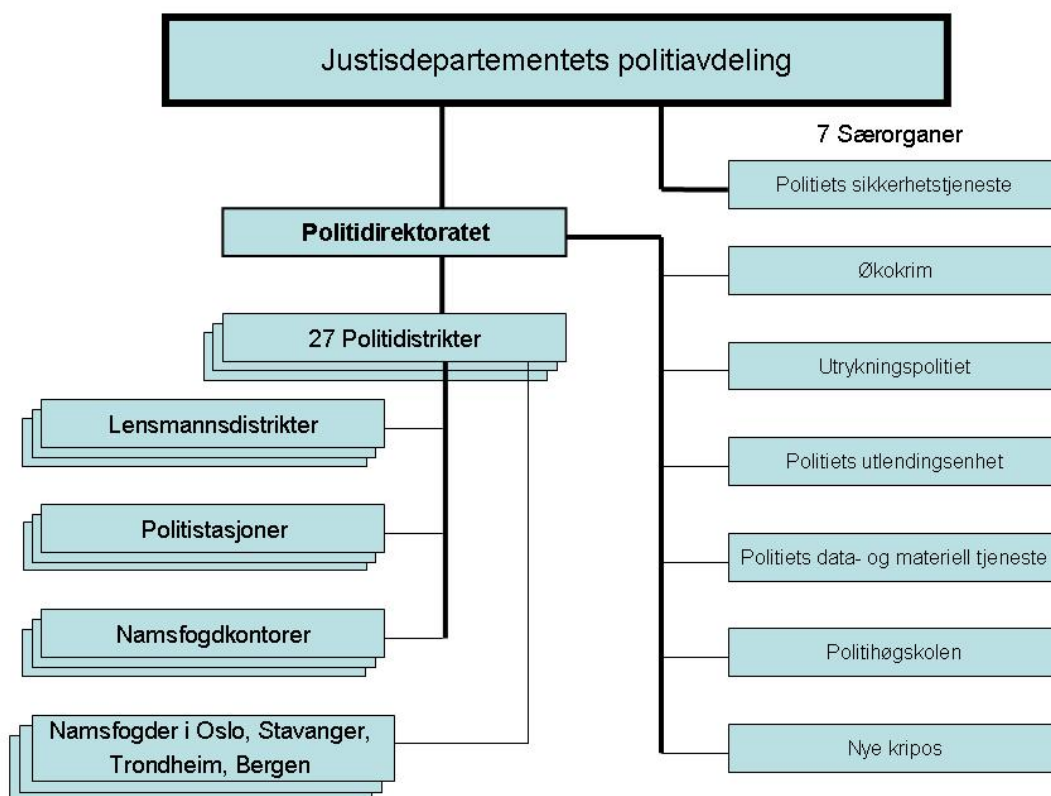 Justisdepartementets politiavdeling
7 Særorganer
Politiets sikkerhetstjeneste
Politidirektoratet
Økokrim
27 Politidistrikter
Utrykningspolitiet
Lensmannsdistrikter
Politiets utlendingsenhet
Politistasjoner
Politiets data- og materiell tjeneste
Namsfogdkontorer
Politihøgskolen
Namsfogder i Oslo, Stavanger,
Trondheim, Bergen
Nye kripos